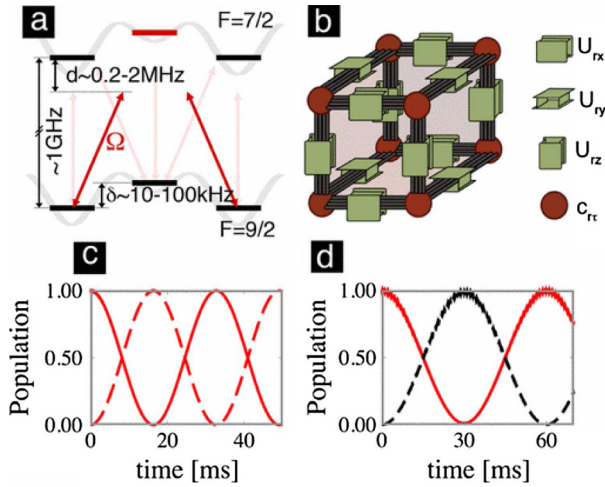 a
F=7/2
d~0.2-2MHz
~1GHz
Ω
δ~10-100kHz
F=9/2
b
U_rx
U_ry
U_rz
c_rτ
c
Population
1.00
0.50
0.00
0
20
40
time [ms]
d
Population
1.00
0.50
0.00
0
30
60
time [ms]